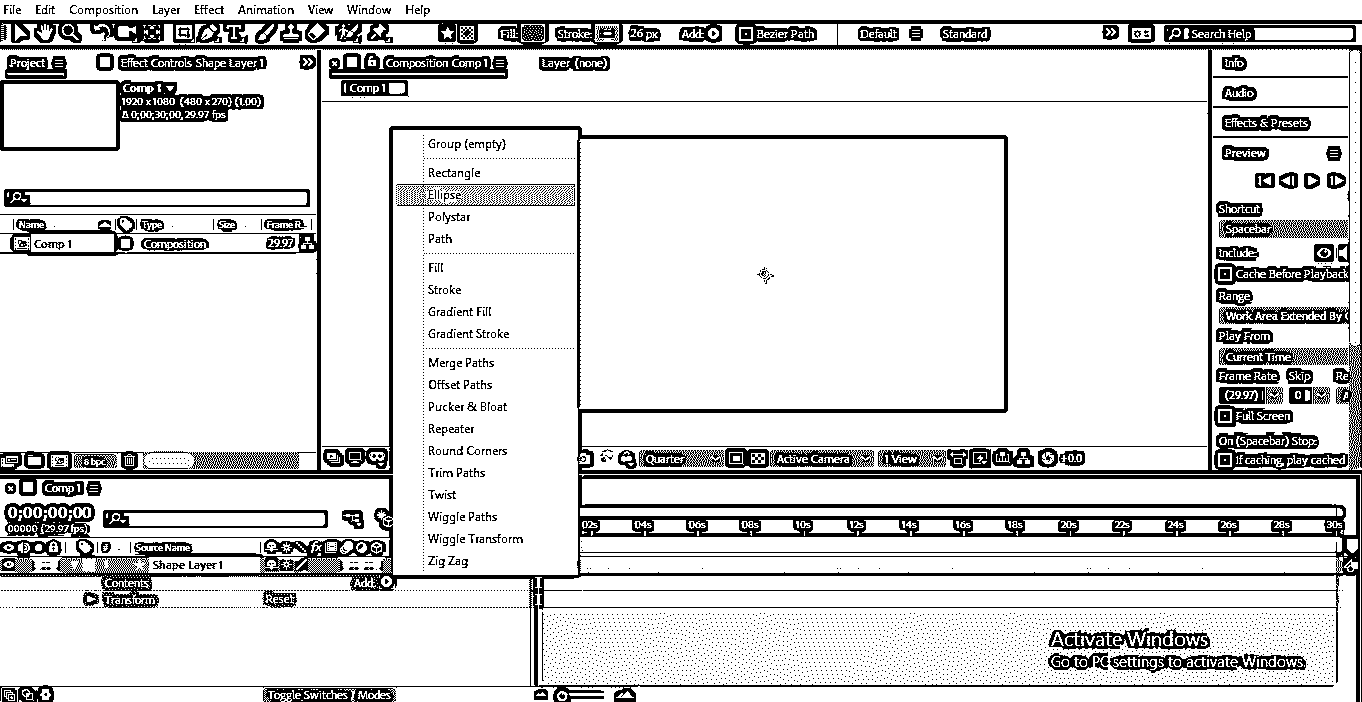 File Edit Composition Layer Effect Animation View Window Help
Fill: Stroke: 26 px Add: Bezier Path Default Standard Search Help
Project Effect Controls Shape Layer 1
Composition Comp 1 Layer (none)
Comp 1
Comp 1
1920 x 1080 (480 x 270) (1.00)
Δ 0;00;30;00, 29.97 fps
Name Type Size Frame R..
Comp 1 Composition 29.97
8 bpc
Group (empty)
Rectangle
Ellipse
Polystar
Path
Fill
Stroke
Gradient Fill
Gradient Stroke
Merge Paths
Offset Paths
Pucker & Bloat
Repeater
Round Corners
Trim Paths
Twist
Wiggle Paths
Wiggle Transform
Zig Zag
Quarter Active Camera 1 View +0.0
Info
Audio
Effects & Presets
Preview
Shortcut
Spacebar
Include:
Cache Before Playback
Range
Work Area Extended By C
Play From
Current Time
Frame Rate Skip Re
(29.97) 0
Full Screen
On (Spacebar) Stop:
If caching, play cached
Comp 1
0;00;00;00
00000 (29.97 fps)
02s 04s 06s 08s 10s 12s 14s 16s 18s 20s 22s 24s 26s 28s 30s
# Source Name fx
Shape Layer 1
Contents Add:
Transform Reset
Toggle Switches / Modes
Activate Windows
Go to PC settings to activate Windows.